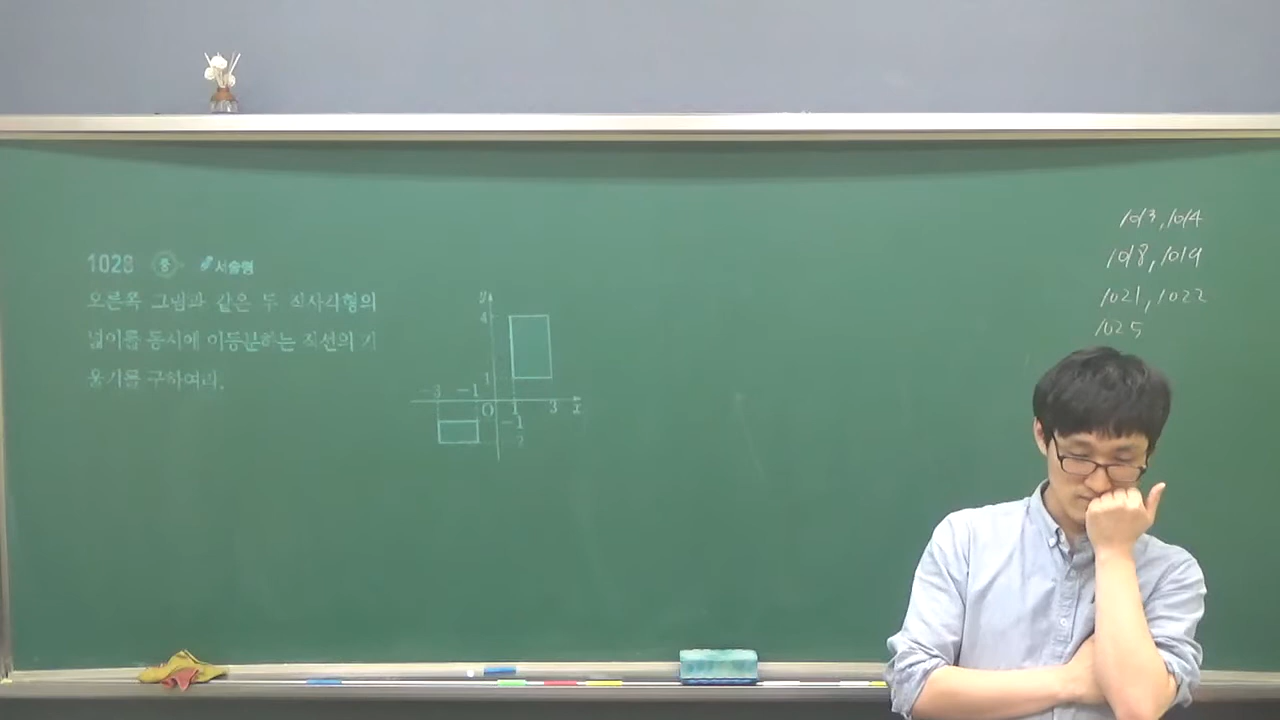 1028 중 서술형
오른쪽 그림과 같은 두 직사각형의
넓이를 동시에 이등분하는 직선의 기
울기를 구하여라.
y
4
1
-3 -1 O 1 3 x
-1
-2
1013, 1014
1018, 1019
1021, 1022
1025